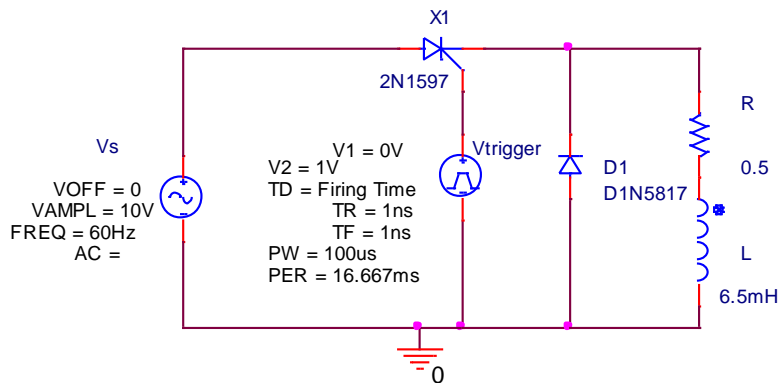 X1
2N1597
R
0.5
Vs
VOFF = 0
VAMPL = 10V
FREQ = 60Hz
AC =
V1 = 0V
V2 = 1V
TD = Firing Time
TR = 1ns
TF = 1ns
PW = 100us
PER = 16.667ms
Vtrigger
D1
D1N5817
L
6.5mH
0